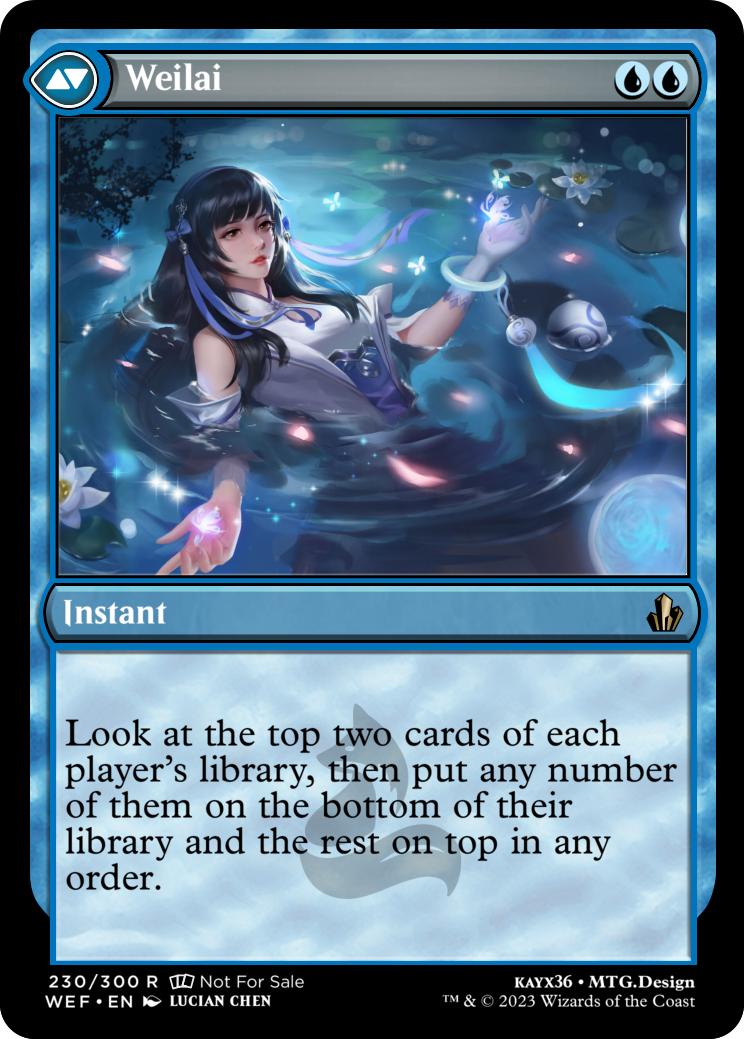 Weilai
Instant
Look at the top two cards of each
player's library, then put any number
of them on the bottom of their
library and the rest on top in any
order.
230/300 R Not For Sale
WEF • EN LUCIAN CHEN
KAYX36 • MTG.Design
™ & © 2023 Wizards of the Coast